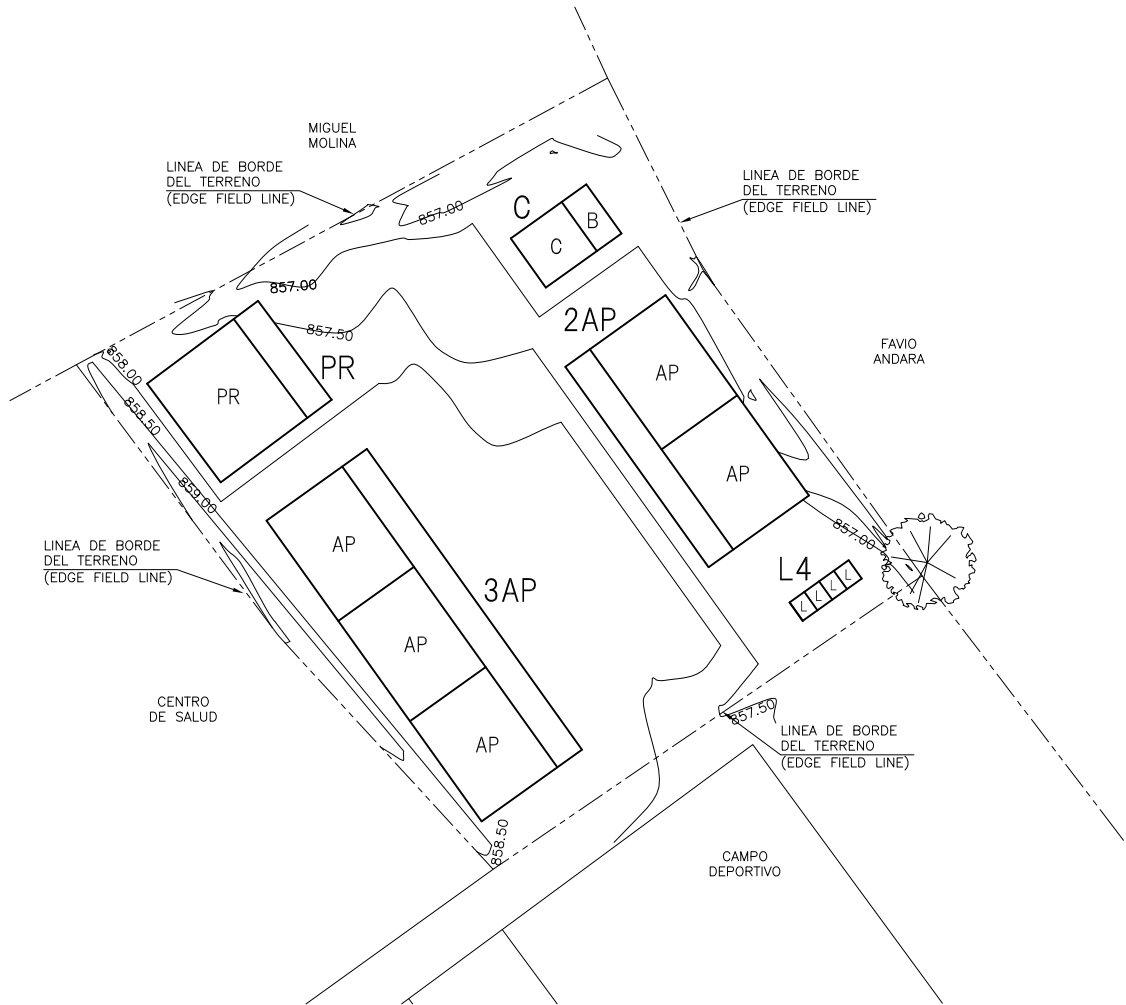 MIGUEL
MOLINA
LINEA DE BORDE
DEL TERRENO
(EDGE FIELD LINE)
LINEA DE BORDE
DEL TERRENO
(EDGE FIELD LINE)
857.00
C
B
C
857.00
857.50
2AP
FAVIO
ANDARA
858.00
PR
PR
AP
858.50
AP
859.00
857.00
LINEA DE BORDE
DEL TERRENO
(EDGE FIELD LINE)
AP
3AP
L4
L
L
L
L
AP
CENTRO
DE SALUD
857.50
LINEA DE BORDE
DEL TERRENO
(EDGE FIELD LINE)
AP
858.50
CAMPO
DEPORTIVO